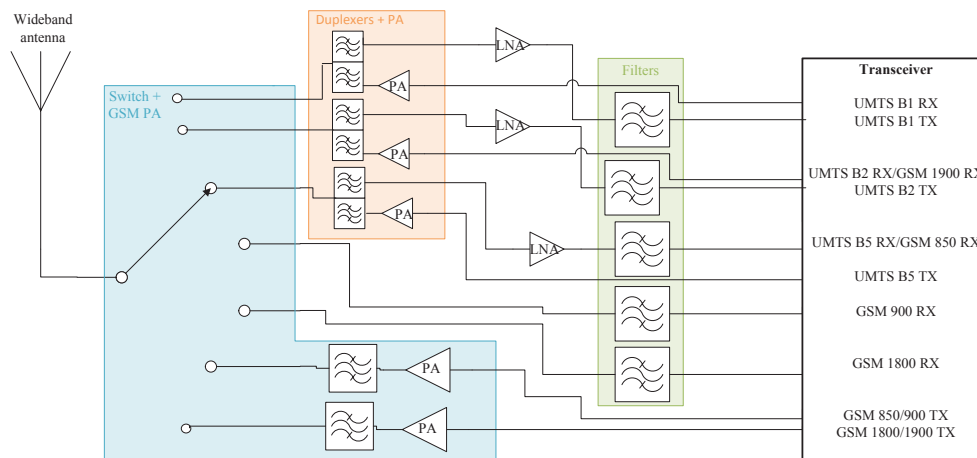 Wideband
antenna
Switch +
GSM PA
Duplexers + PA
LNA
PA
LNA
PA
PA
LNA
PA
PA
Filters
Transceiver
UMTS B1 RX
UMTS B1 TX
UMTS B2 RX/GSM 1900 RX
UMTS B2 TX
UMTS B5 RX/GSM 850 RX
UMTS B5 TX
GSM 900 RX
GSM 1800 RX
GSM 850/900 TX
GSM 1800/1900 TX